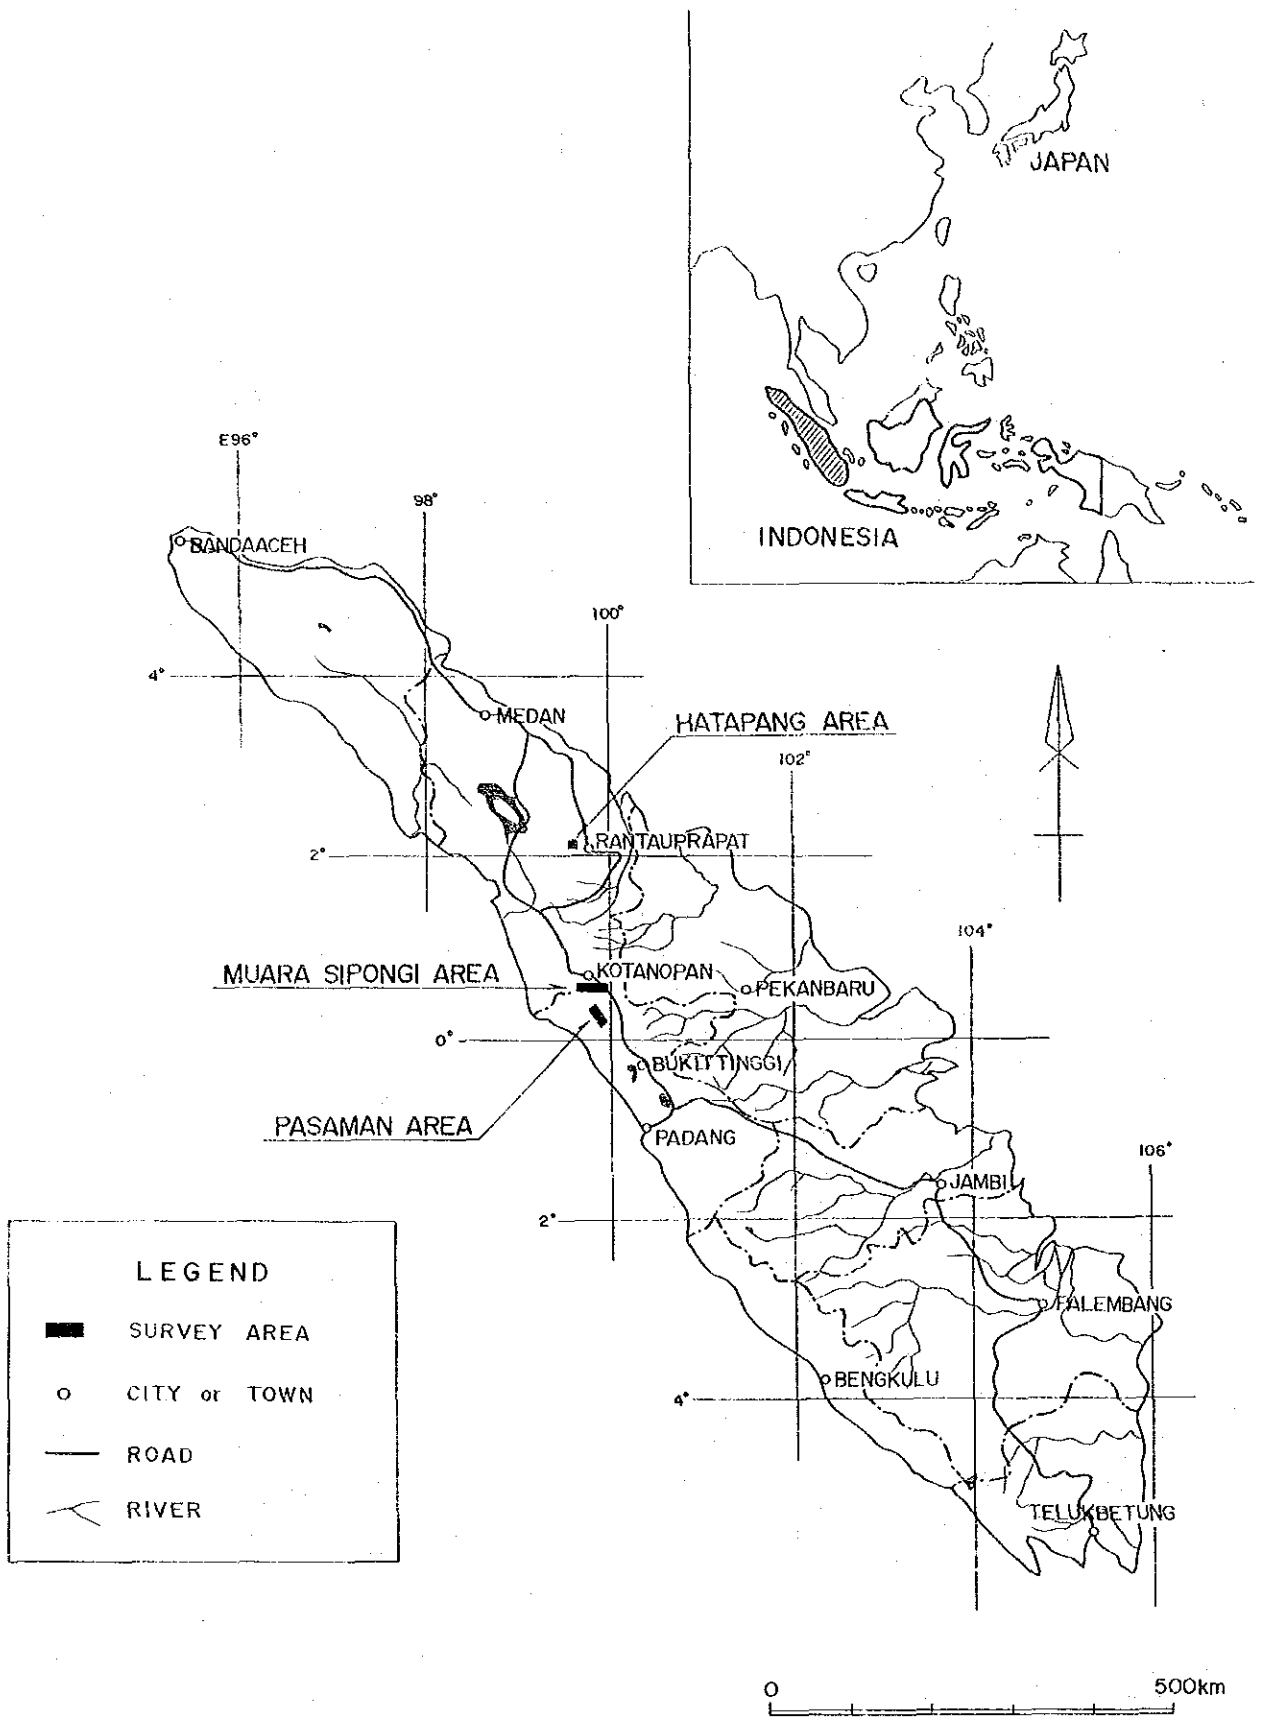 JAPAN
INDONESIA
E96°
98°
BANDAACEH
100°
4°
MEDAN
HATAPANG AREA
102°
RANTAUPRAPAT
2°
104°
MUARA SIPONGI AREA
KOTANOPAN
PEKANBARU
0°
BUKITTINGGI
PASAMAN AREA
PADANG
106°
JAMBI
2°
LEGEND
SURVEY AREA
CITY or TOWN
ROAD
RIVER
PALEMBANG
BENGKULU
4°
TELUKBETUNG
0
500km